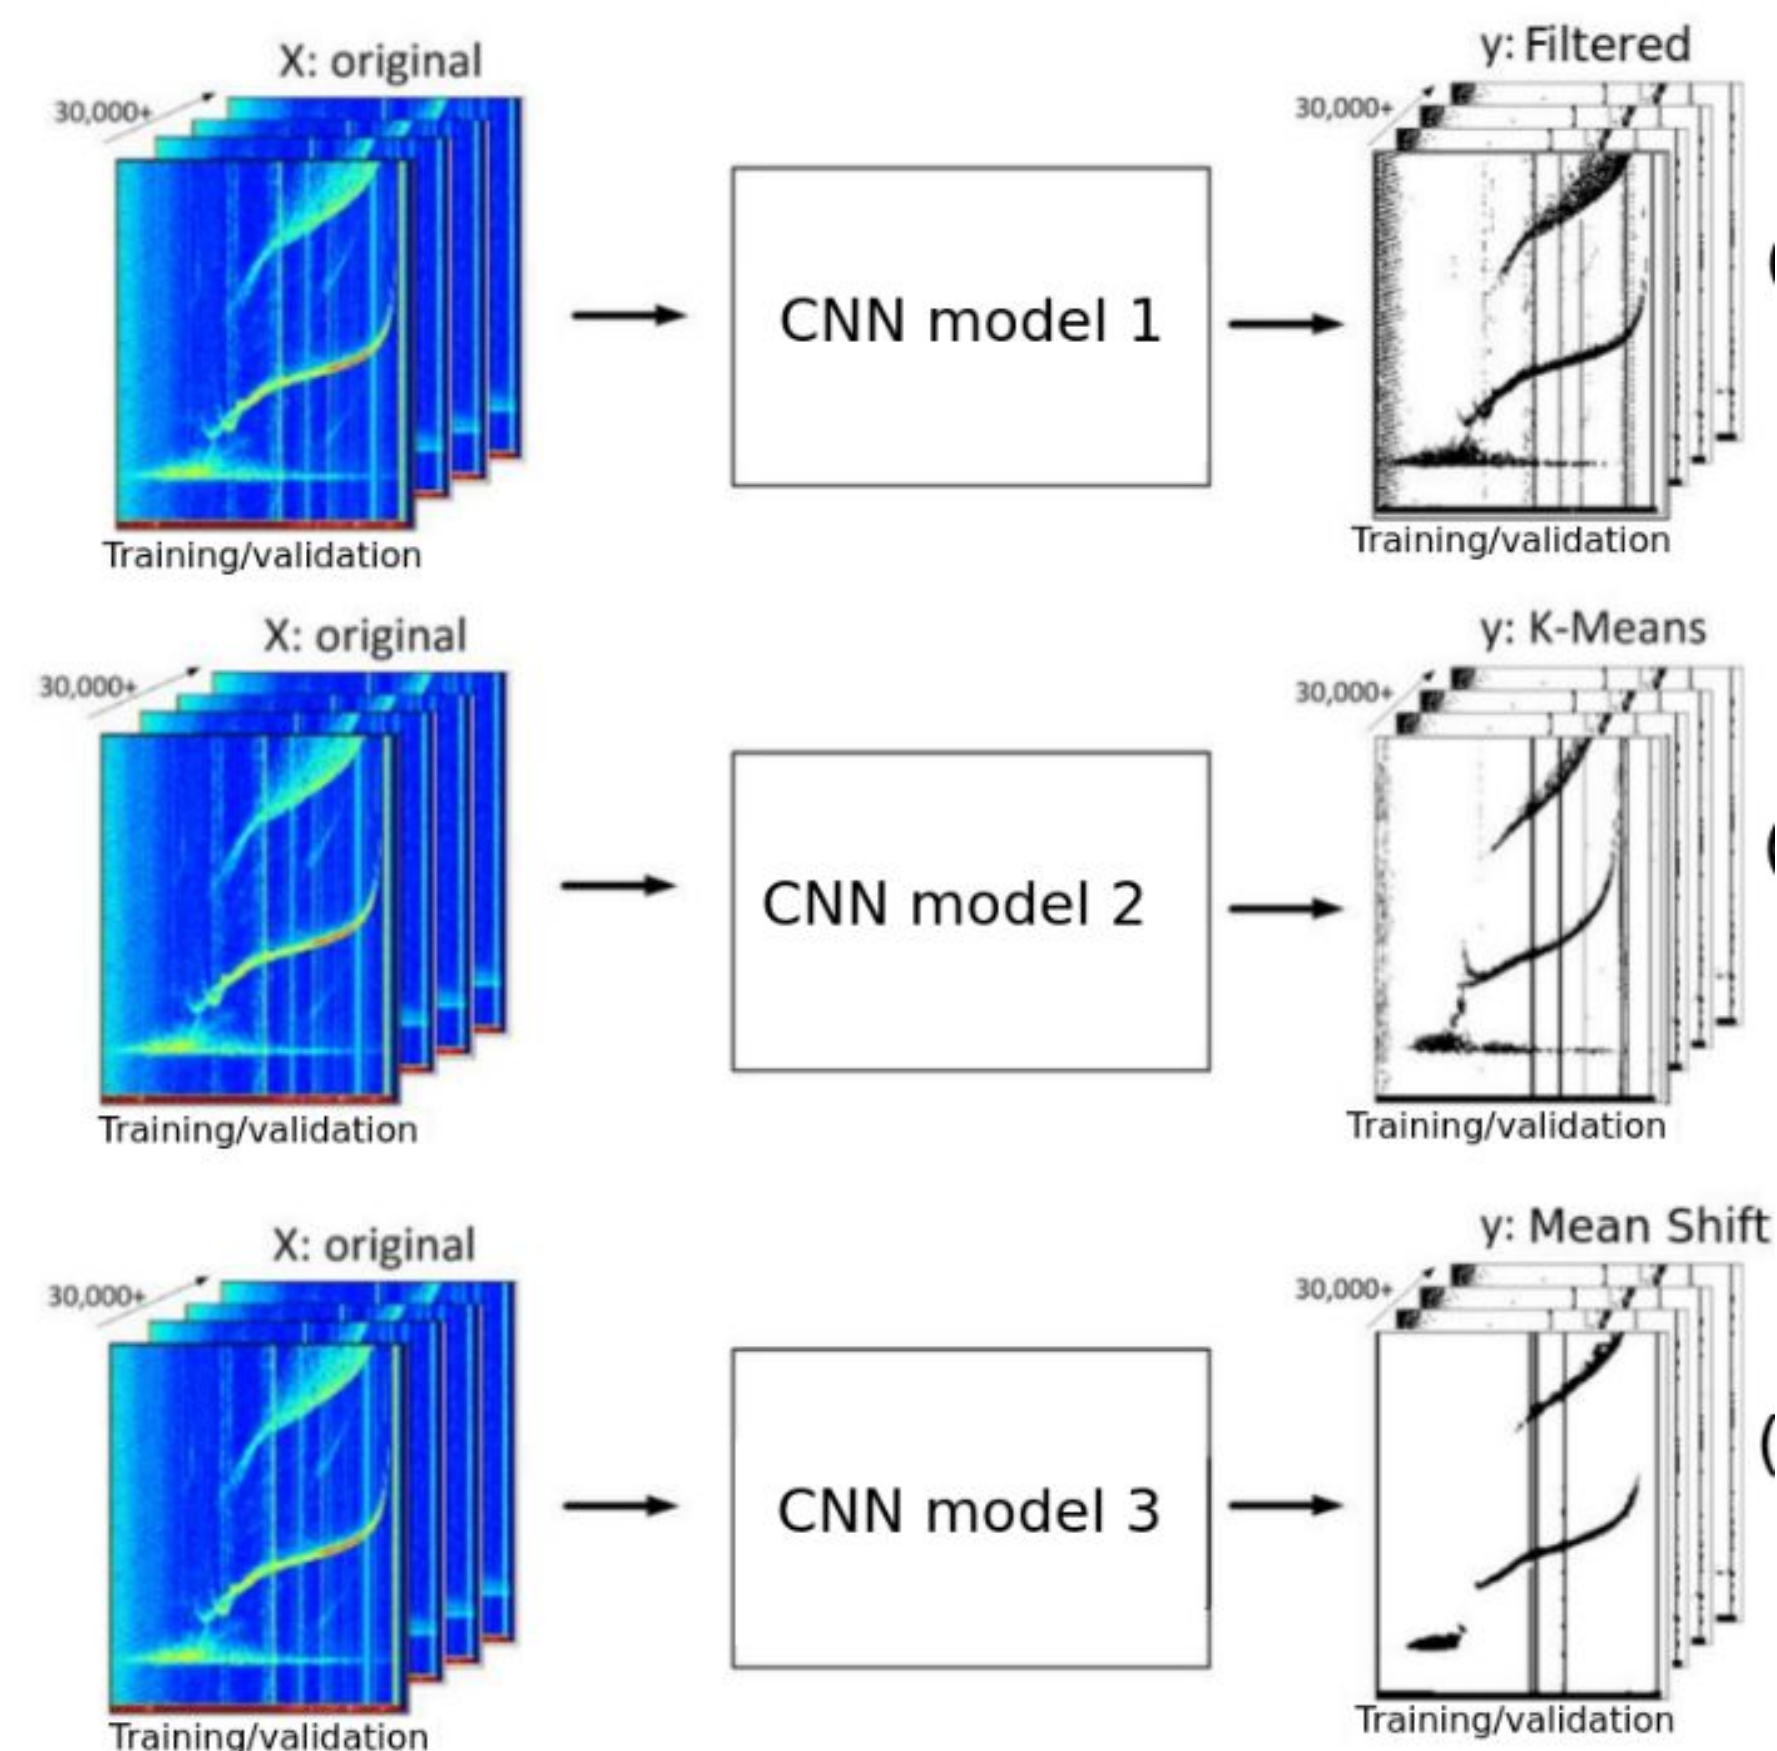 X: original
y: Filtered
30,000+
30,000+
CNN model 1
Training/validation
Training/validation
X: original
y: K-Means
30,000+
30,000+
CNN model 2
Training/validation
Training/validation
X: original
y: Mean Shift
30,000+
30,000+
CNN model 3
Training/validation
Training/validation